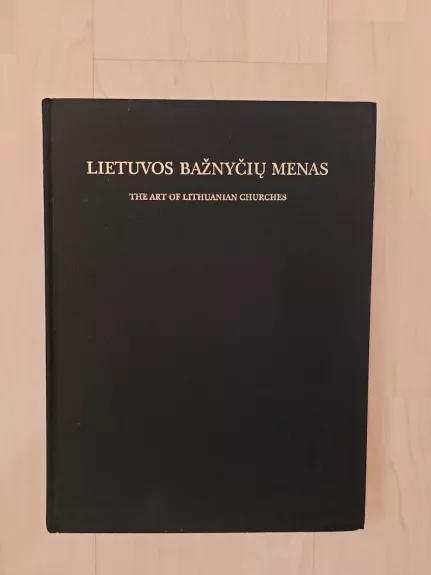 LIETUVOS BAŽNYČIŲ MENAS
THE ART OF LITHUANIAN CHURCHES